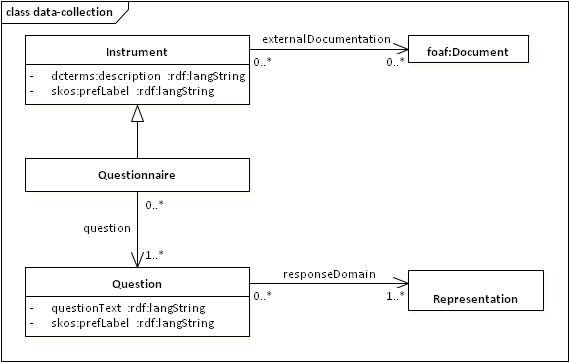 class data-collection
Instrument
- dcterms:description :rdf:langString
- skos:prefLabel :rdf:langString
externalDocumentation
0..* 0..*
foaf:Document
Questionnaire
0..*
question
1..*
Question
- questionText :rdf:langString
- skos:prefLabel :rdf:langString
responseDomain
0..* 1..*
Representation